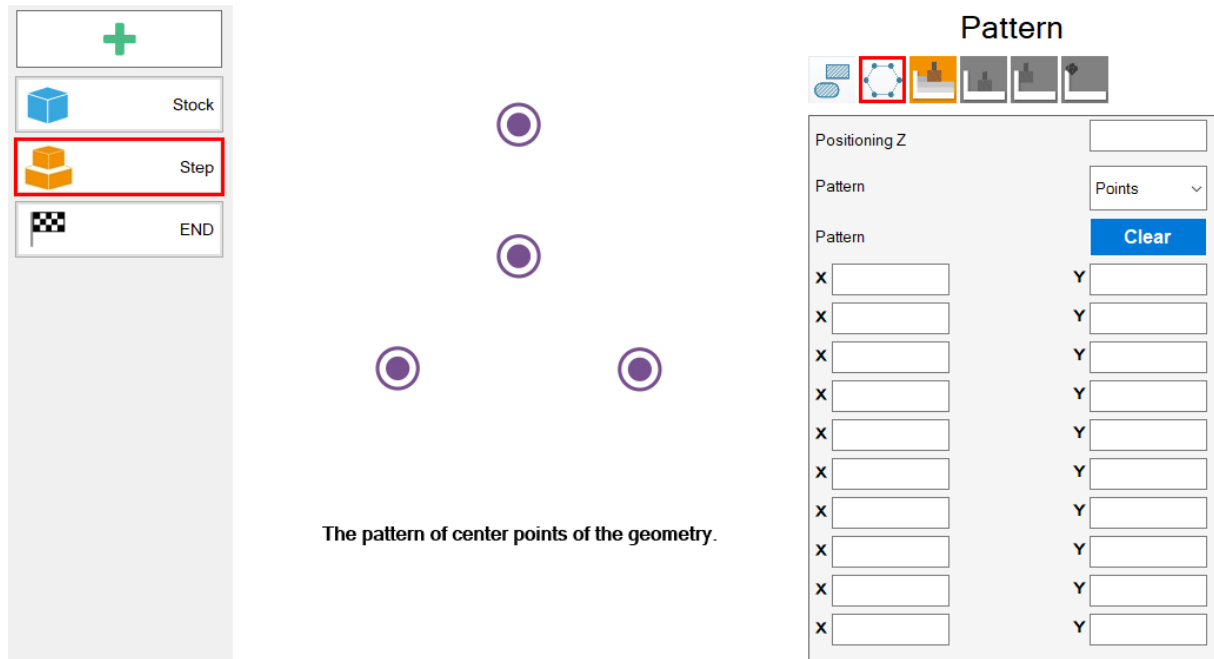 Pattern
Stock
Step
END
The pattern of center points of the geometry.
Positioning Z
Pattern Points
Pattern Clear
X Y
X Y
X Y
X Y
X Y
X Y
X Y
X Y
X Y
X Y